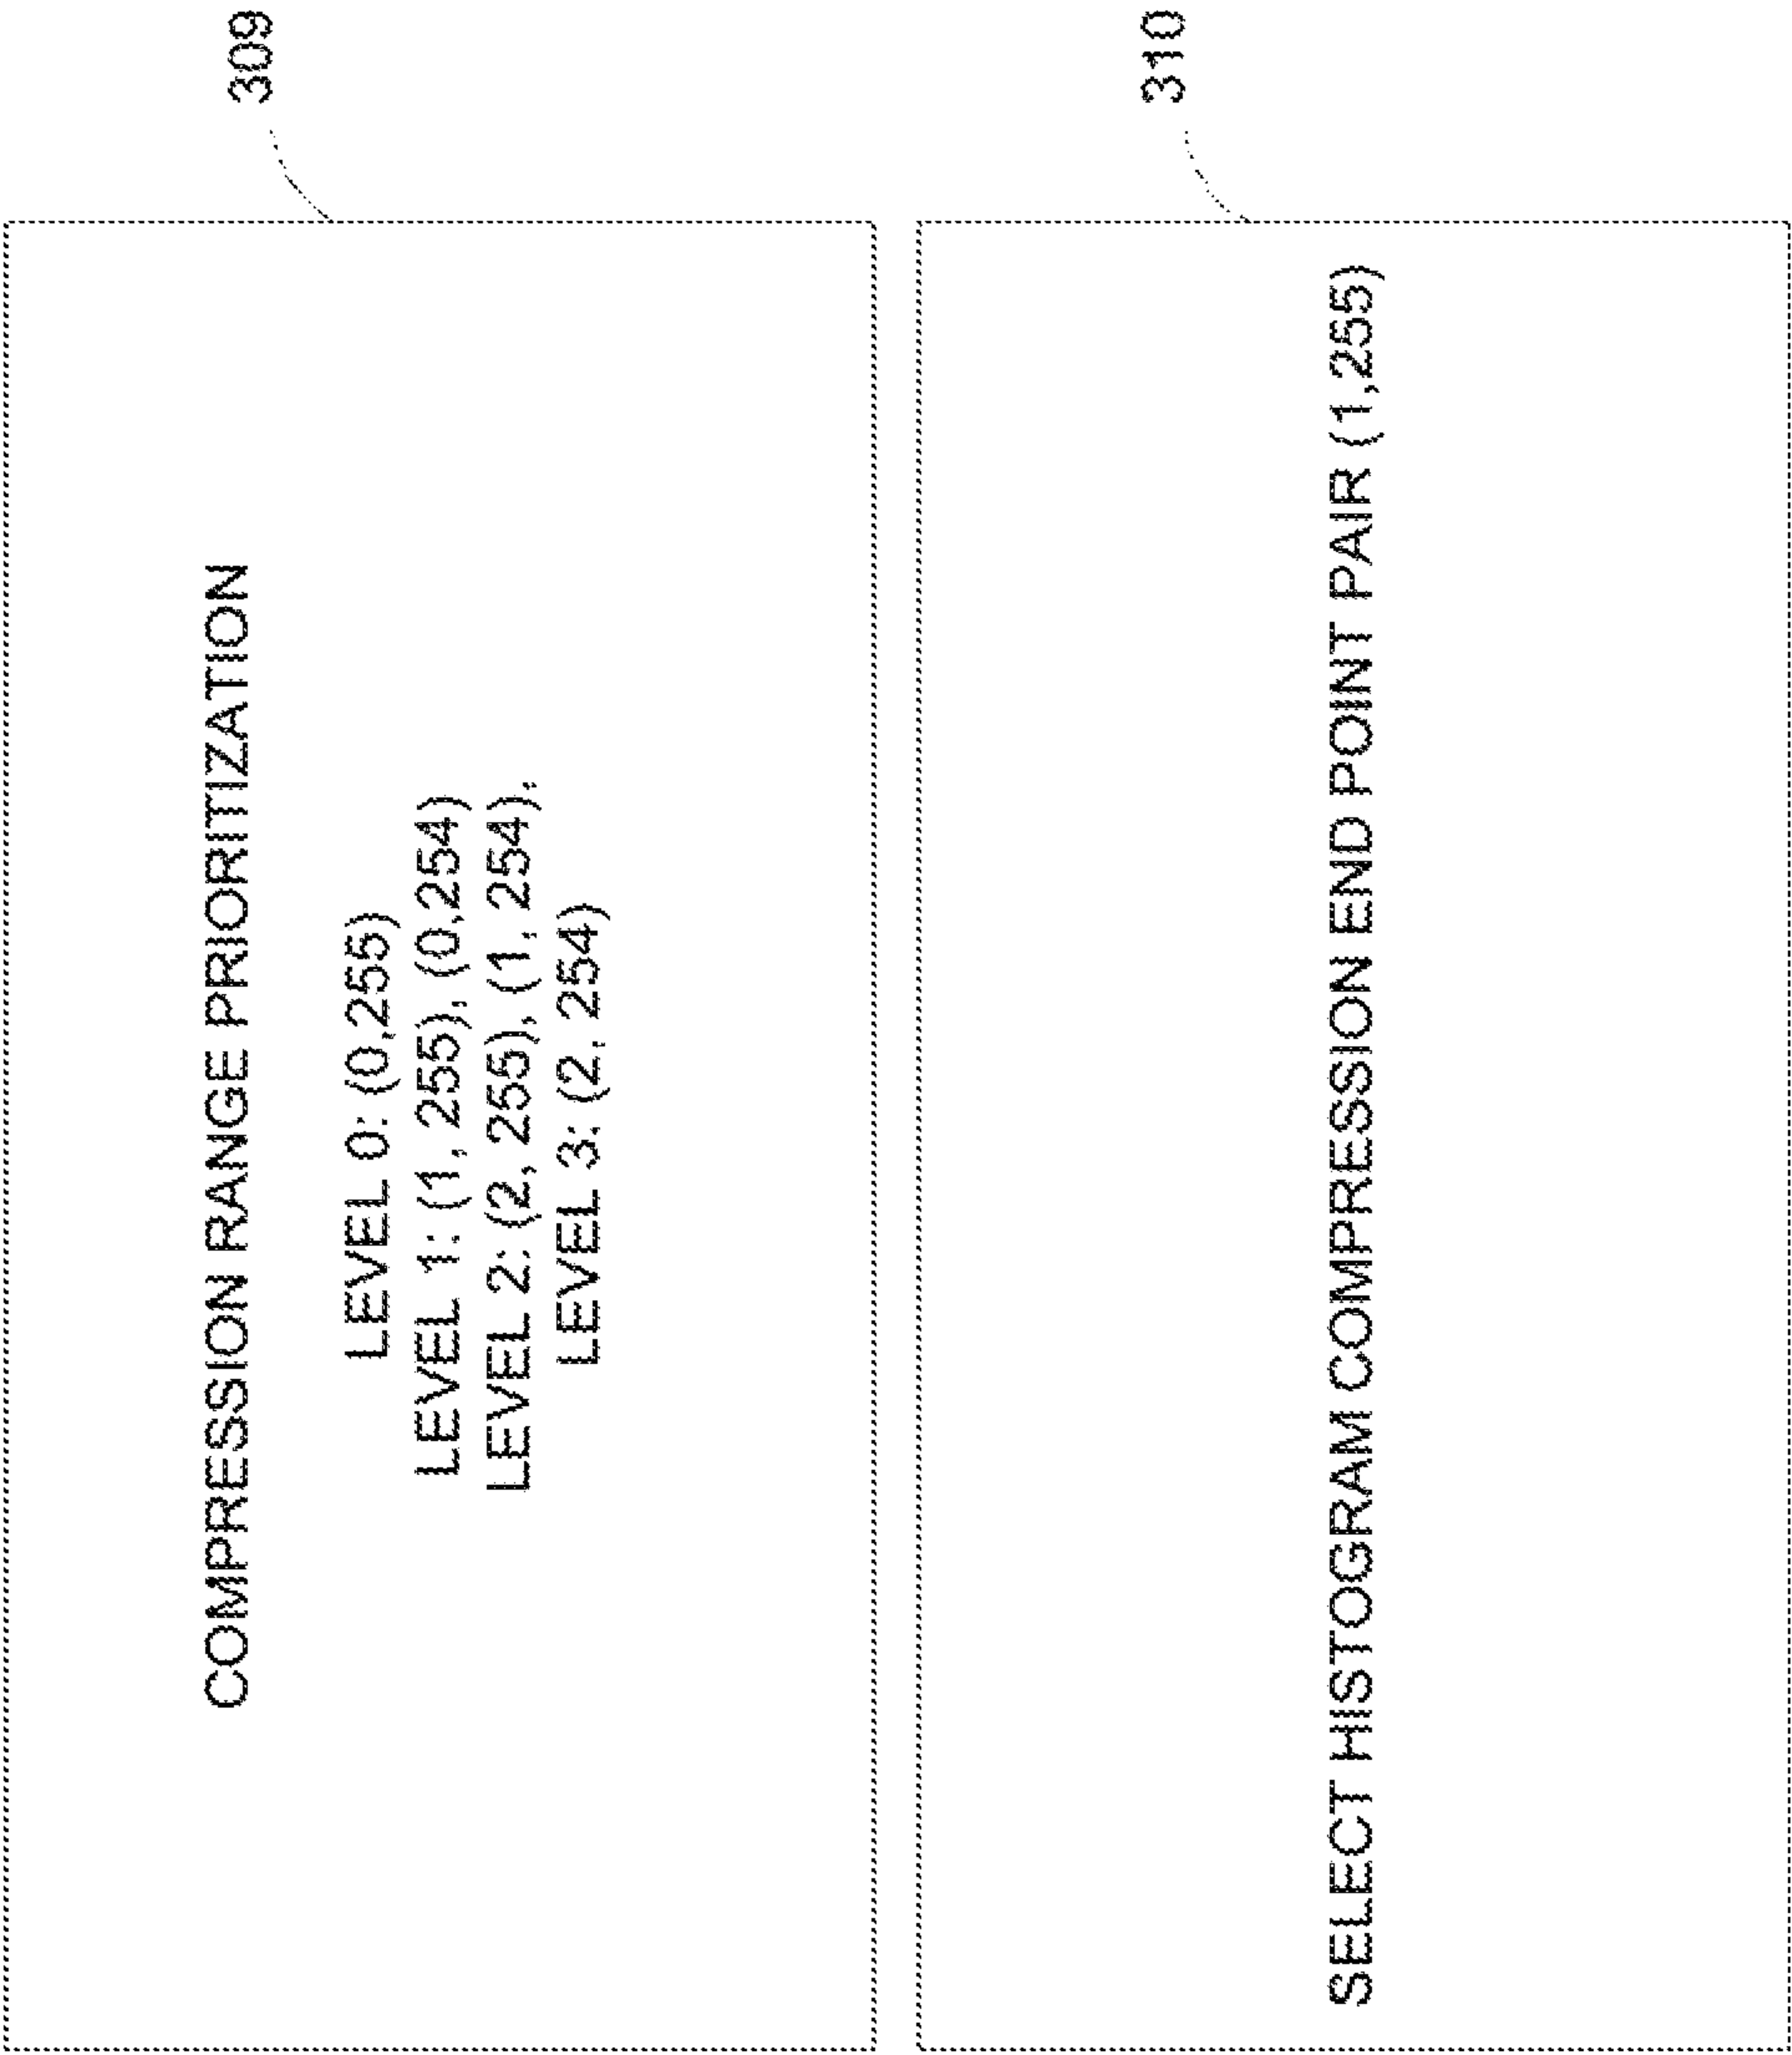 309
COMPRESSION RANGE PRIORITIZATION
LEVEL 0: (0,255)
LEVEL 1: (1, 255), (0,254)
LEVEL 2: (2, 255), (1, 254),
LEVEL 3: (2, 254)
310
SELECT HISTOGRAM COMPRESSION END POINT PAIR (1,255)